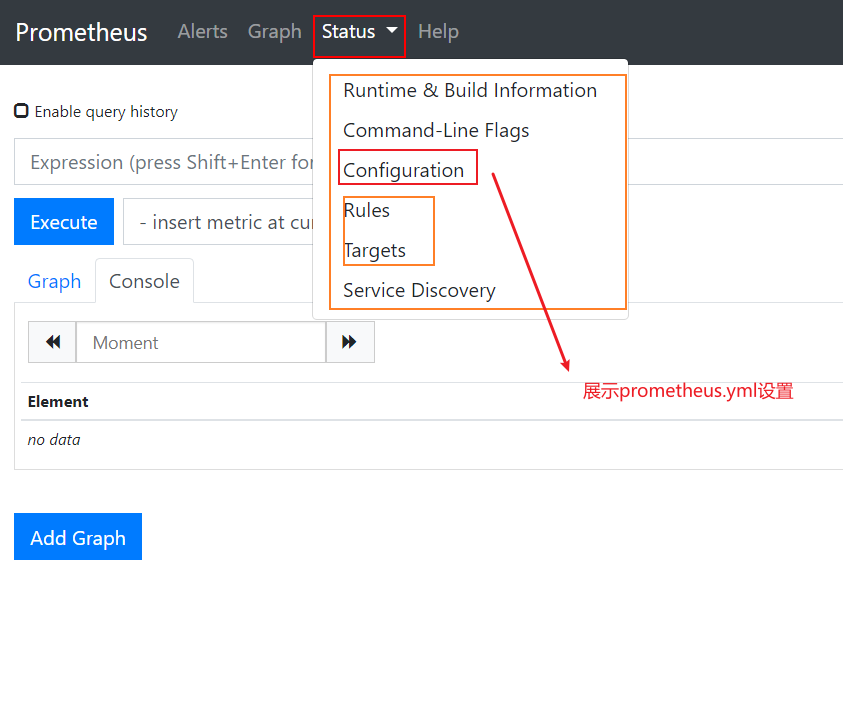 Prometheus Alerts Graph Status Help
Runtime & Build Information
Enable query history
Command-Line Flags
Expression (press Shift+Enter for
Configuration
Rules
Execute - insert metric at cu
Targets
Graph Console
Service Discovery
Moment
展示prometheus.yml设置
Element
no data
Add Graph